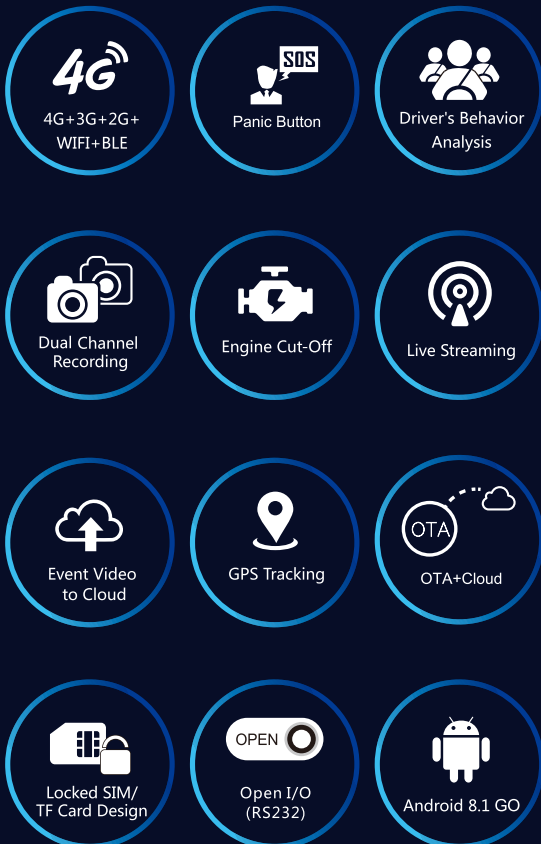 4G
4G+3G+2G+
WIFI+BLE
SOS
Panic Button
Driver's Behavior
Analysis
Dual Channel
Recording
Engine Cut-Off
Live Streaming
Event Video
to Cloud
GPS Tracking
OTA
OTA+Cloud
Locked SIM/
TF Card Design
OPEN
Open I/O
(RS232)
Android 8.1 GO